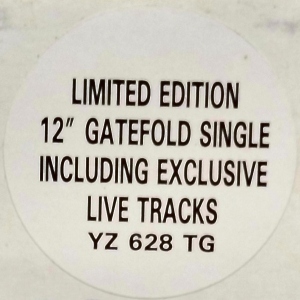 LIMITED EDITION
12" GATEFOLD SINGLE
INCLUDING EXCLUSIVE
LIVE TRACKS
YZ 628 TG